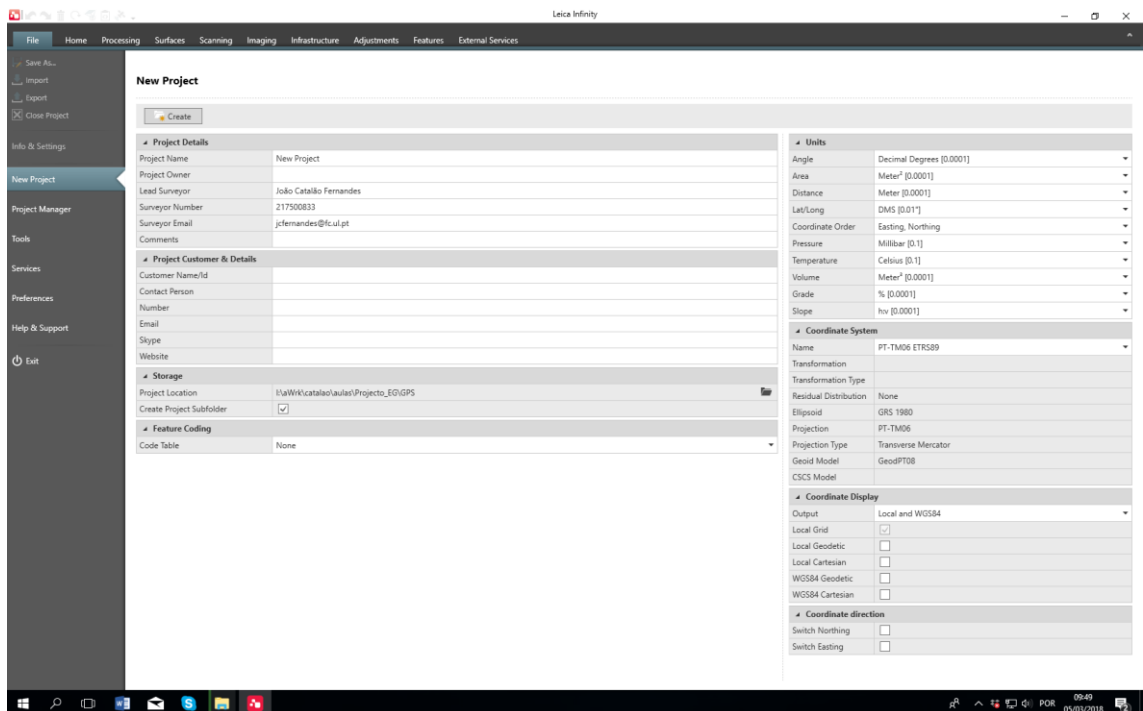 Leica Infinity
File Home Processing Surfaces Scanning Imaging Infrastructure Adjustments Features External Services
Save As...
Import
Export
Close Project
Info & Settings
New Project
Project Manager
Tools
Services
Preferences
Help & Support
Exit
New Project
Create
Project Details
Project Name New Project
Project Owner
Lead Surveyor João Catalão Fernandes
Surveyor Number 217500833
Surveyor Email jcfernandes@fc.ul.pt
Comments
Project Customer & Details
Customer Name/Id
Contact Person
Number
Email
Skype
Website
Storage
Project Location I:\aWrk\catalao\aulas\Projecto_EG\GPS
Create Project Subfolder
Feature Coding
Code Table None
Units
Angle Decimal Degrees [0.0001]
Area Meter² [0.0001]
Distance Meter [0.0001]
Lat/Long DMS [0.01"]
Coordinate Order Easting, Northing
Pressure Millibar [0.1]
Temperature Celsius [0.1]
Volume Meter³ [0.0001]
Grade % [0.0001]
Slope h:v [0.0001]
Coordinate System
Name PT-TM06 ETRS89
Transformation
Transformation Type
Residual Distribution None
Ellipsoid GRS 1980
Projection PT-TM06
Projection Type Transverse Mercator
Geoid Model GeodPT08
CSCS Model
Coordinate Display
Output Local and WGS84
Local Grid
Local Geodetic
Local Cartesian
WGS84 Geodetic
WGS84 Cartesian
Coordinate direction
Switch Northing
Switch Easting
POR
09:49
05/03/2018